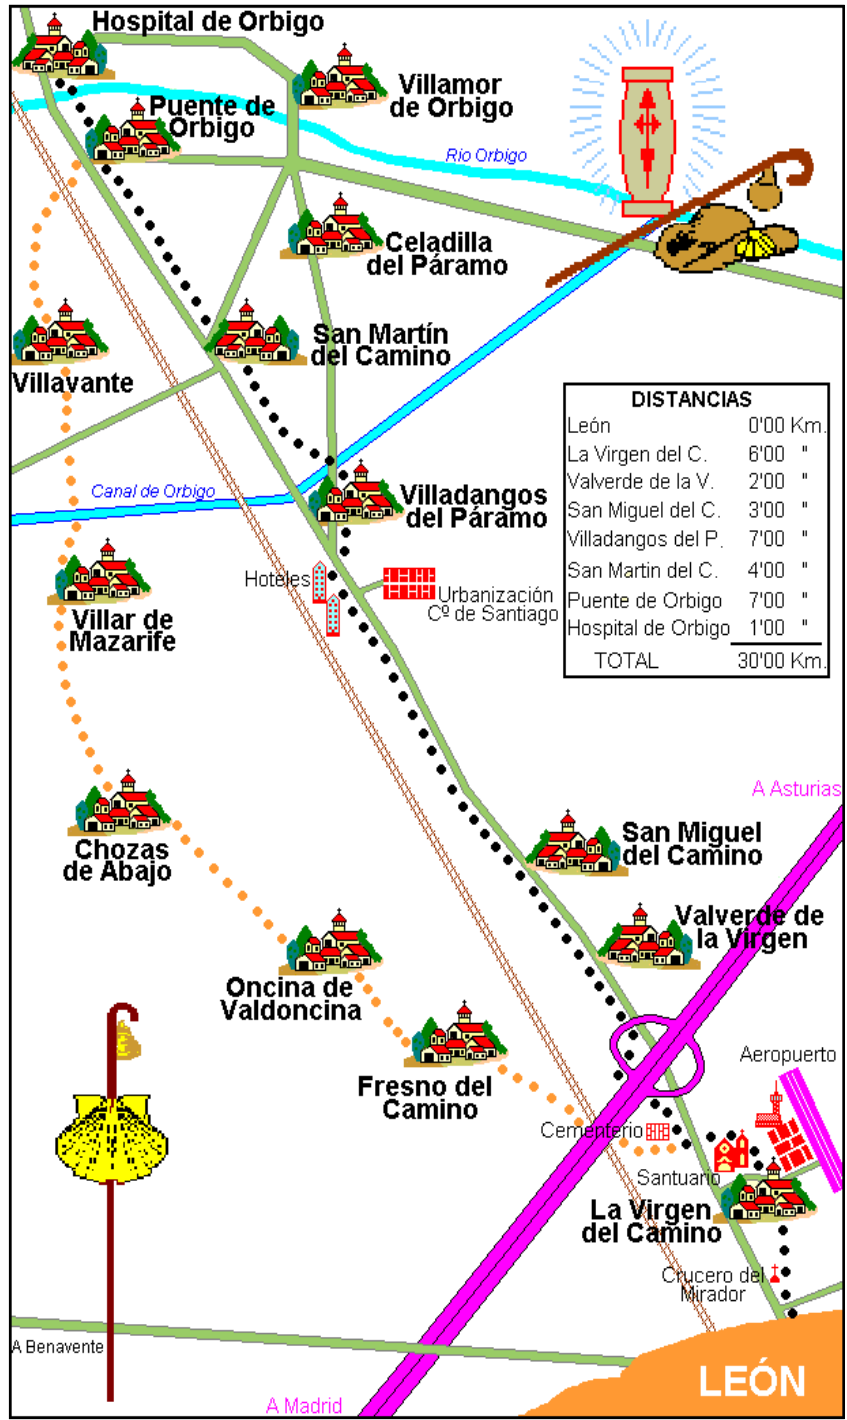 Hospital de Orbigo
Villamor
de Orbigo
Puente de
Orbigo
Rio Orbigo
Celadilla
del Páramo
San Martín
del Camino
Villavante
DISTANCIAS
León 0'00 Km.
La Virgen del C. 6'00 "
Valverde de la V. 2'00 "
San Miguel del C. 3'00 "
Villadangos del P. 7'00 "
San Martin del C. 4'00 "
Puente de Orbigo 7'00 "
Hospital de Orbigo 1'00 "
TOTAL 30'00 Km.
Canal de Orbigo
Villadangos
del Páramo
Hoteles
Urbanización
Cº de Santiago
Villar de
Mazarife
A Asturias
San Miguel
del Camino
Chozas
de Abajo
Valverde de
la Virgen
Oncina de
Valdoncina
Aeropuerto
Fresno del
Camino
Cementerio
Santuario
La Virgen
del Camino
Crucero del
Mirador
A Benavente
LEÓN
A Madrid